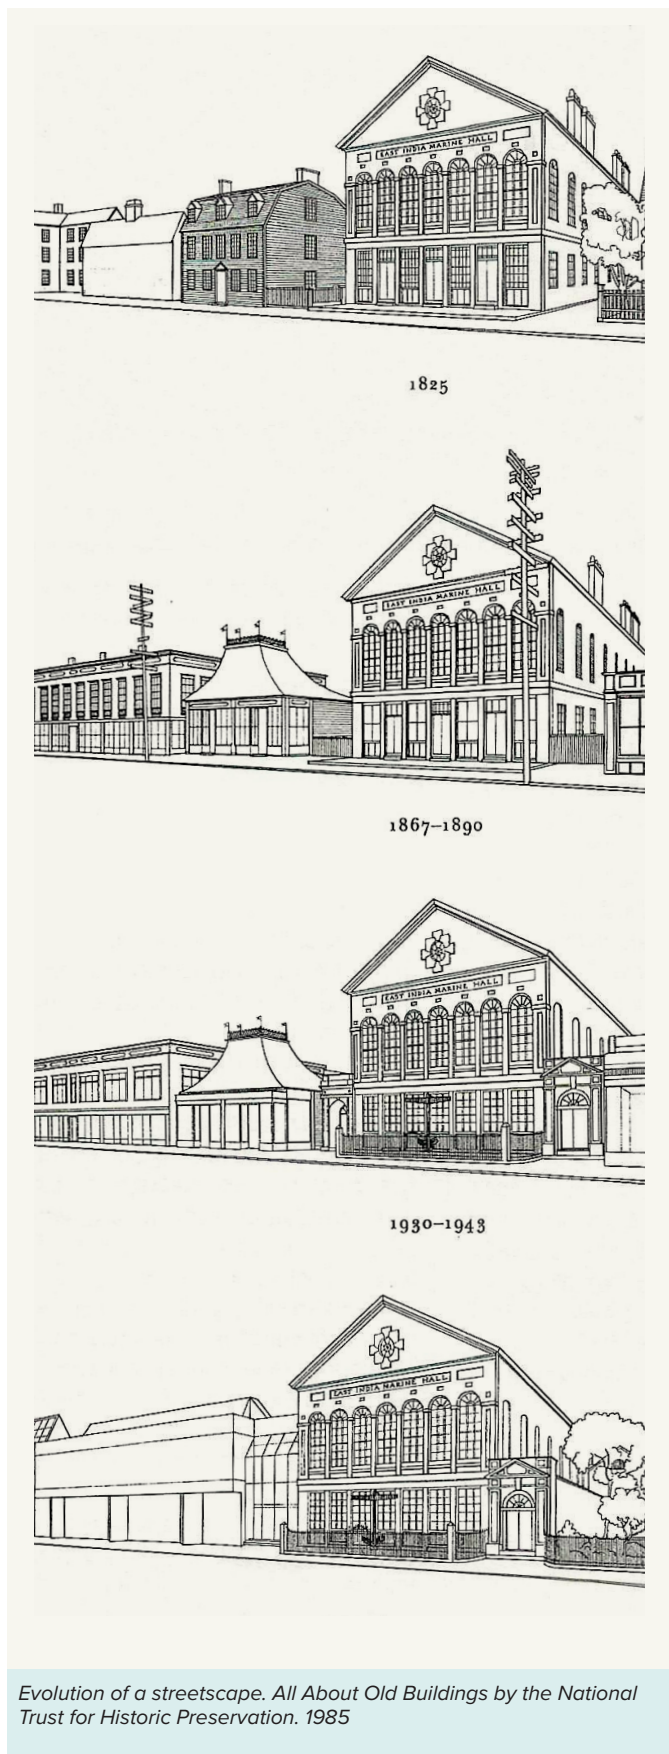 EAST INDIA MARINE HALL
1825
EAST INDIA MARINE HALL
1867–1890
EAST INDIA MARINE HALL
1930–1943
EAST INDIA MARINE HALL
Evolution of a streetscape. All About Old Buildings by the National
Trust for Historic Preservation. 1985